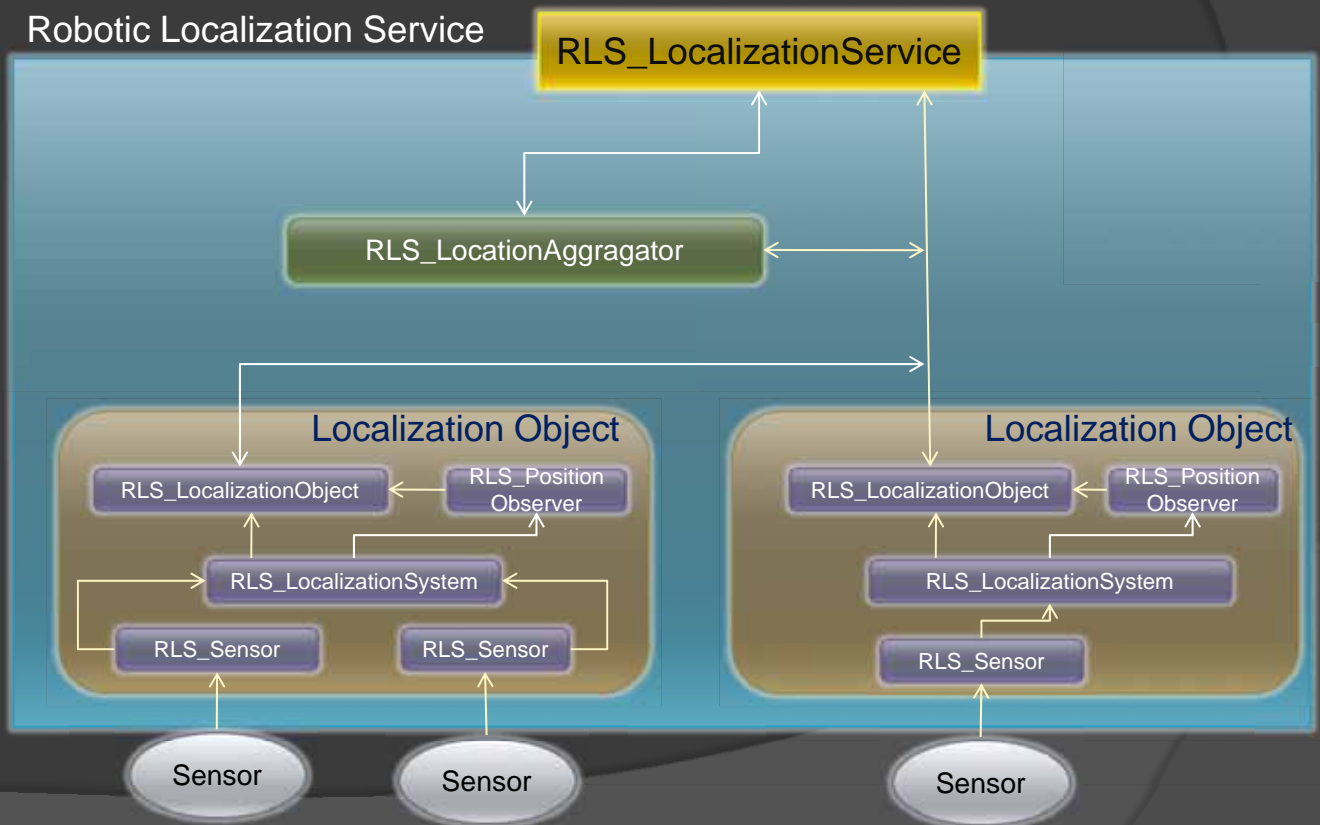 Robotic Localization Service
RLS_LocalizationService
RLS_LocationAggragator
Localization Object
RLS_LocalizationObject
RLS_Position
Observer
RLS_LocalizationSystem
RLS_Sensor
RLS_Sensor
Localization Object
RLS_LocalizationObject
RLS_Position
Observer
RLS_LocalizationSystem
RLS_Sensor
Sensor
Sensor
Sensor